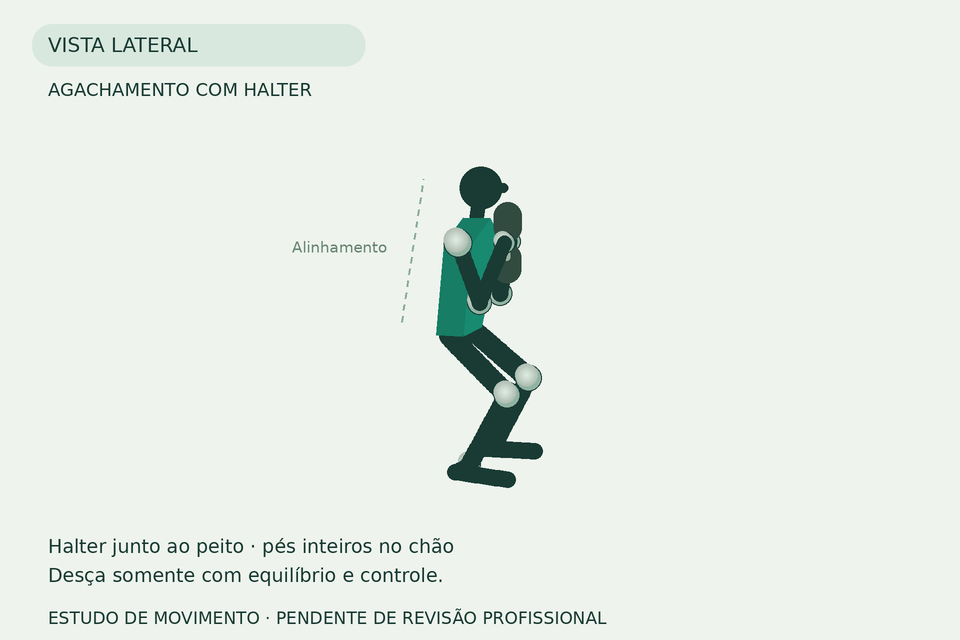 VISTA LATERAL
AGACHAMENTO COM HALTER
Alinhamento
Halter junto ao peito · pés inteiros no chão
Desça somente com equilíbrio e controle.
ESTUDO DE MOVIMENTO · PENDENTE DE REVISÃO PROFISSIONAL